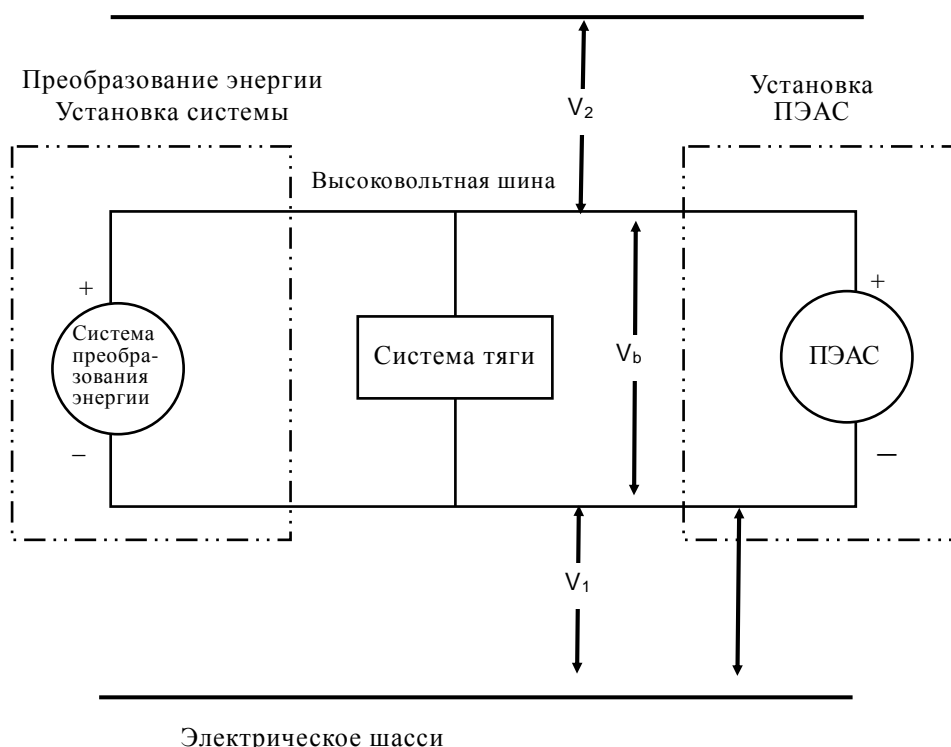 Преобразование энергии
Установка системы
V2
Установка
ПЭАС
Высоковольтная шина
+
+
Система
преобра-
зования
энергии
Система тяги
Vb
ПЭАС
–
—
V1
Электрическое шасси